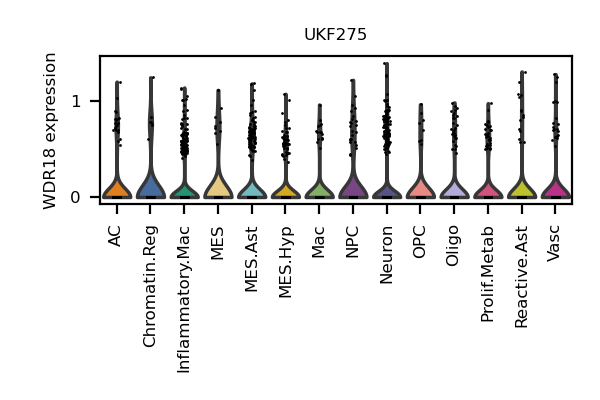 UKF275
WDR18 expression
1
0
AC
Chromatin.Reg
Inflammatory.Mac
MES
MES.Ast
MES.Hyp
Mac
NPC
Neuron
OPC
Oligo
Prolif.Metab
Reactive.Ast
Vasc